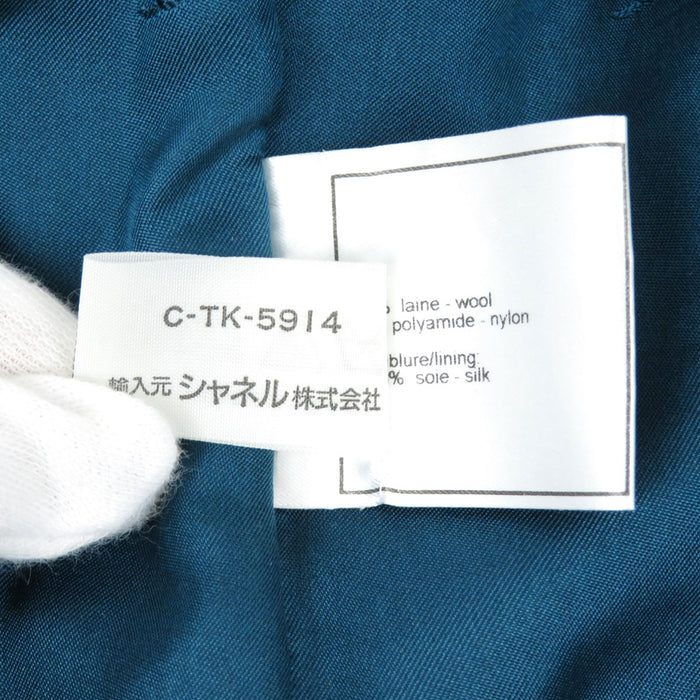 C-TK-5914
輸入元 シャネル 株式会社
% laine - wool
polyamide - nylon
blure/lining:
% soie - silk